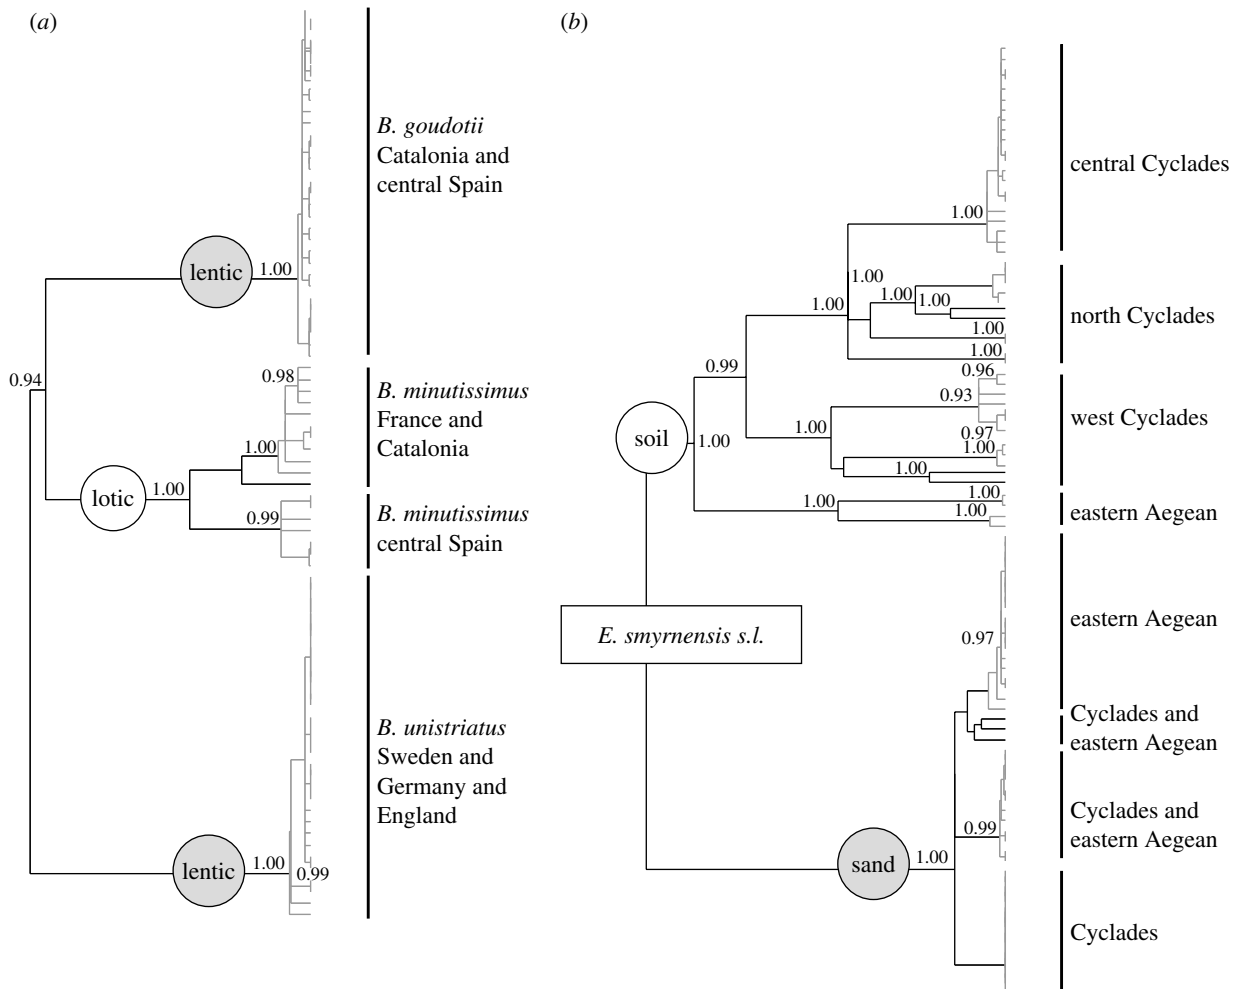 (a)
B. goudotii
Catalonia and
central Spain
lentic
1.00
0.94
0.98
B. minutissimus
France and
Catalonia
1.00
lotic
1.00
0.99
B. minutissimus
central Spain
B. unistriatus
Sweden and
Germany and
England
lentic
1.00
0.99
(b)
central Cyclades
1.00
1.00
1.00
1.00
1.00
north Cyclades
1.00
1.00
0.99
0.96
0.93
west Cyclades
soil
1.00
1.00
0.97
1.00
1.00
1.00
1.00
eastern Aegean
1.00
E. smyrnensis s.l.
eastern Aegean
0.97
Cyclades and
eastern Aegean
Cyclades and
eastern Aegean
0.99
sand
1.00
Cyclades